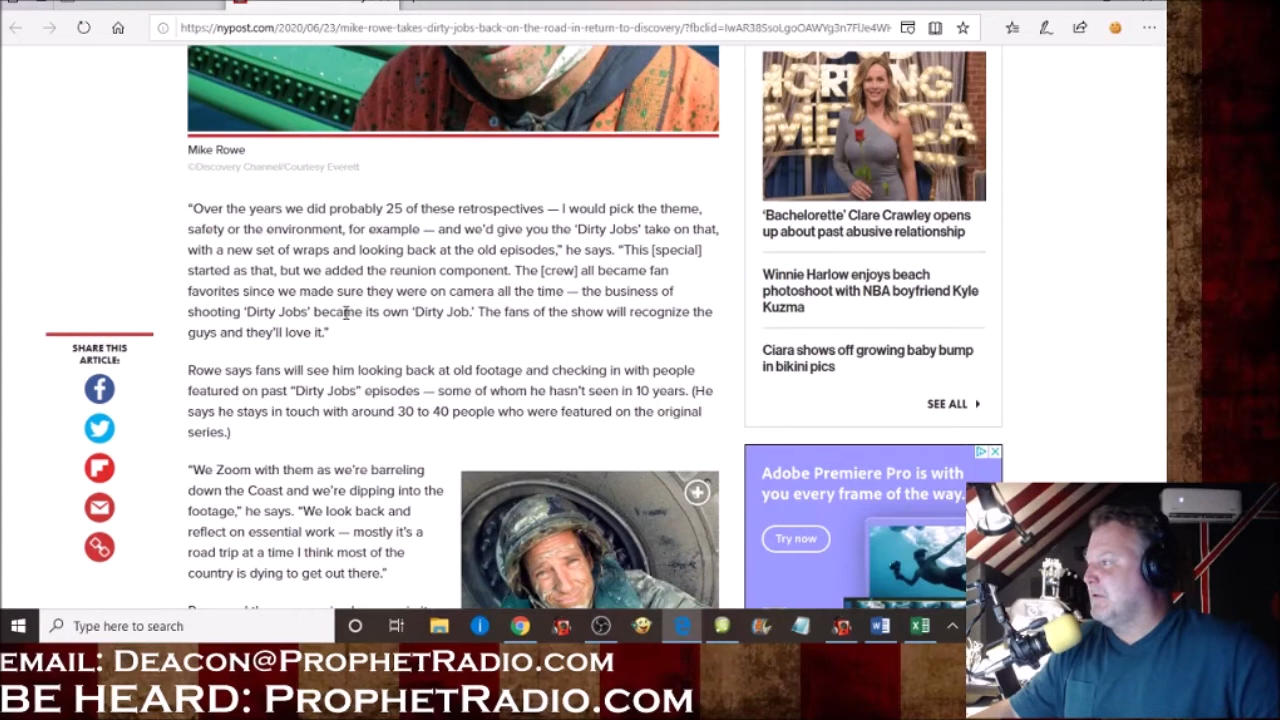 https://nypost.com/2020/06/23/mike-rowe-takes-dirty-jobs-back-on-the-road-in-return-to-discovery/?fbclid=IwAR38SsoLgoOAWYg3n7FUe4WH
Mike Rowe
©Discovery Channel/Courtesy Everett
“Over the years we did probably 25 of these retrospectives — I would pick the theme,
safety or the environment, for example — and we’d give you the ‘Dirty Jobs’ take on that,
with a new set of wraps and looking back at the old episodes,” he says. “This [special]
started as that, but we added the reunion component. The [crew] all became fan
favorites since we made sure they were on camera all the time — the business of
shooting ‘Dirty Jobs’ became its own ‘Dirty Job.’ The fans of the show will recognize the
guys and they’ll love it.”
SHARE THIS
ARTICLE:
Rowe says fans will see him looking back at old footage and checking in with people
featured on past “Dirty Jobs” episodes — some of whom he hasn’t seen in 10 years. (He
says he stays in touch with around 30 to 40 people who were featured on the original
series.)
“We Zoom with them as we’re barreling
down the Coast and we’re dipping into the
footage,” he says. “We look back and
reflect on essential work — mostly it’s a
road trip at a time I think most of the
country is dying to get out there.”
MORNING
AMERICA
‘Bachelorette’ Clare Crawley opens
up about past abusive relationship
Winnie Harlow enjoys beach
photoshoot with NBA boyfriend Kyle
Kuzma
Ciara shows off growing baby bump
in bikini pics
SEE ALL
Adobe Premiere Pro is with
you every frame of the way.
Try now
Type here to search
EMAIL: DEACON@PROPHETRADIO.COM
BE HEARD: PROPHETRADIO.COM